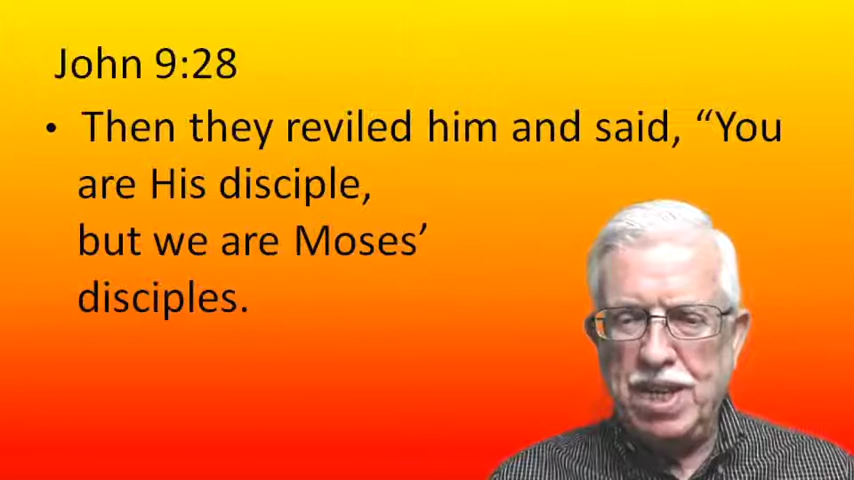 John 9:28
• Then they reviled him and said, “You
are His disciple,
but we are Moses’
disciples.